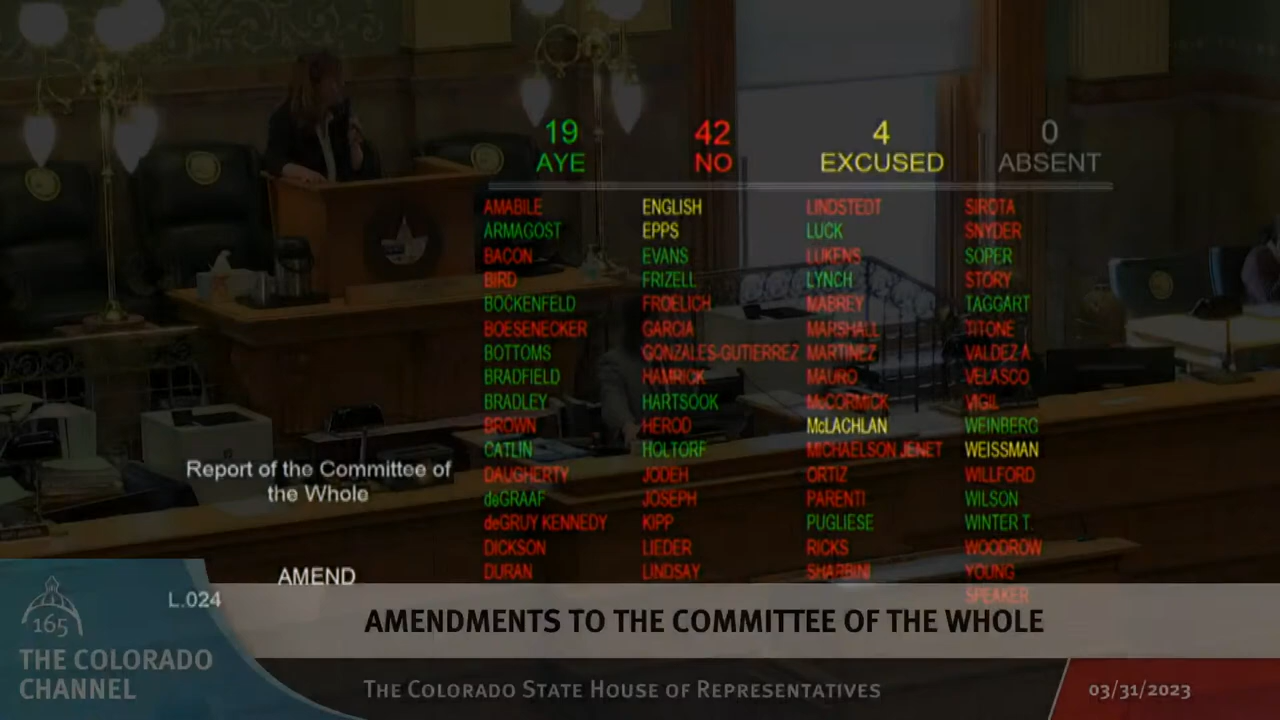 19 42 4 0
AYE NO EXCUSED ABSENT
AMABILE ENGLISH LINDSTEDT SIROTA
ARMAGOST EPPS LUCK SNYDER
BACON EVANS LUKENS SOPER
BIRD FRIZELL LYNCH STORY
BOCKENFELD FROELICH MABREY TAGGART
BOESENECKER GARCIA MARSHALL TITONE
BOTTOMS GONZALES-GUTIERREZ MARTINEZ VALDEZ A
BRADFIELD HAMRICK MAURO VELASCO
BRADLEY HARTSOOK McCORMICK VIGIL
BROWN HEROD McLACHLAN WEINBERG
CATLIN HOLTORF MICHAELSON JENET WEISSMAN
DAUGHERTY JODEH ORTIZ WILLFORD
deGRAAF JOSEPH PARENTI WILSON
deGRUY KENNEDY KIPP PUGLIESE WINTER T.
DICKSON LIEDER RICKS WOODROW
DURAN LINDSAY SHARBINI YOUNG
SPEAKER
Report of the Committee of
the Whole
AMEND
L.024
165
THE COLORADO
CHANNEL
AMENDMENTS TO THE COMMITTEE OF THE WHOLE
THE COLORADO STATE HOUSE OF REPRESENTATIVES
03/31/2023